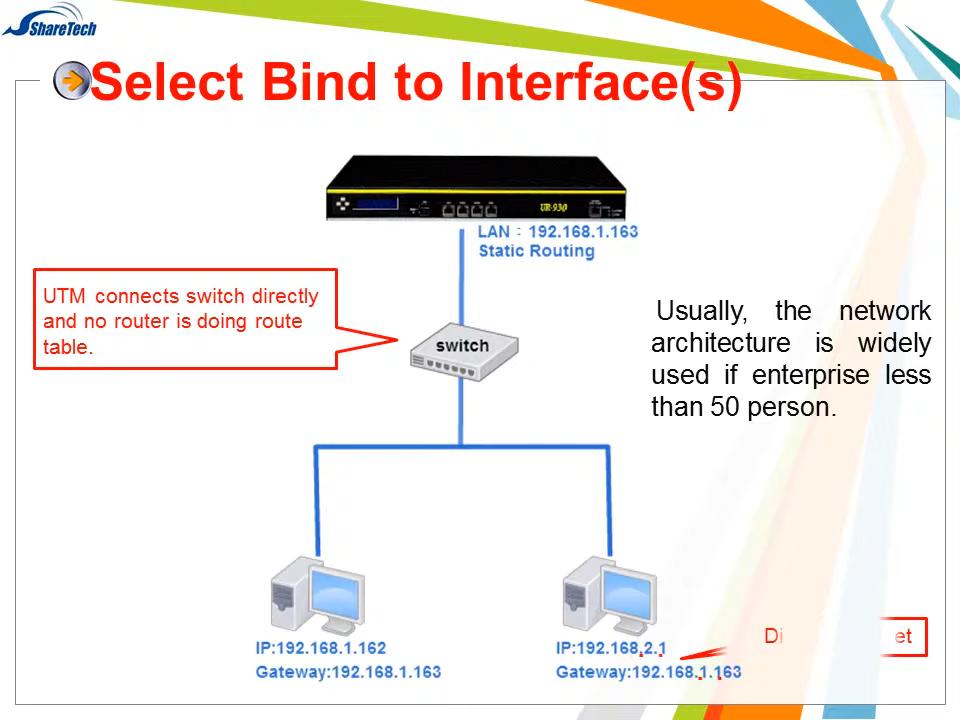 ShareTech
Select Bind to Interface(s)
UR-930
LAN：192.168.1.163
Static Routing
UTM connects switch directly
and no router is doing route
table.
switch
Usually, the network
architecture is widely
used if enterprise less
than 50 person.
IP:192.168.1.162
Gateway:192.168.1.163
IP:192.168.2.1
Gateway:192.168.1.163